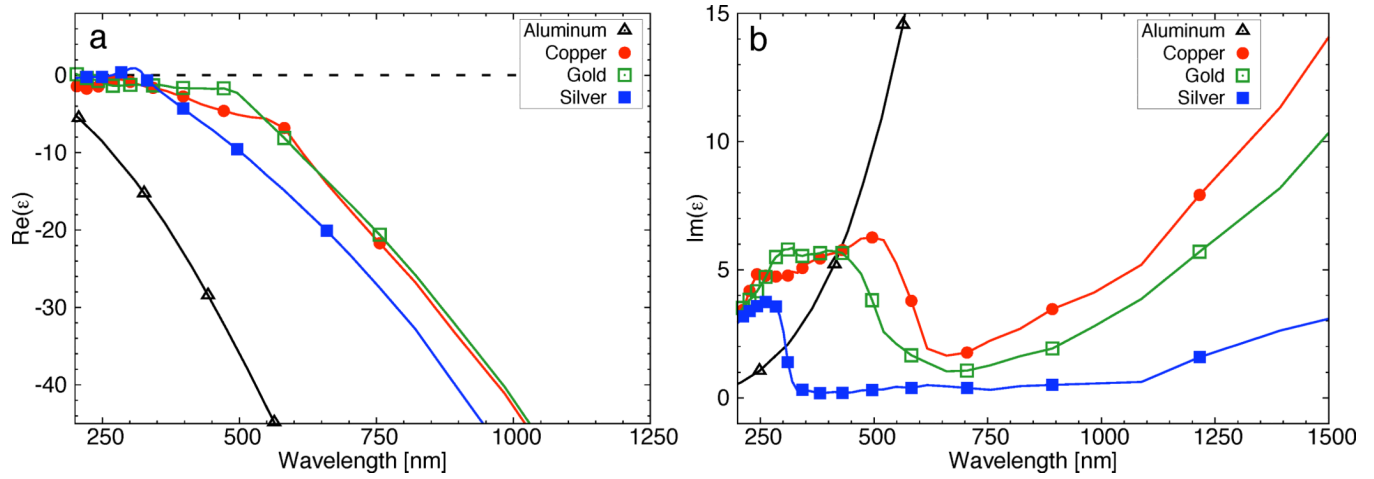 a
Aluminum
Copper
Gold
Silver
0
-10
-20
-30
-40
Re(ε)
250 500 750 1000 1250
Wavelength [nm]
b
Aluminum
Copper
Gold
Silver
15
10
5
0
Im(ε)
250 500 750 1000 1250 1500
Wavelength [nm]